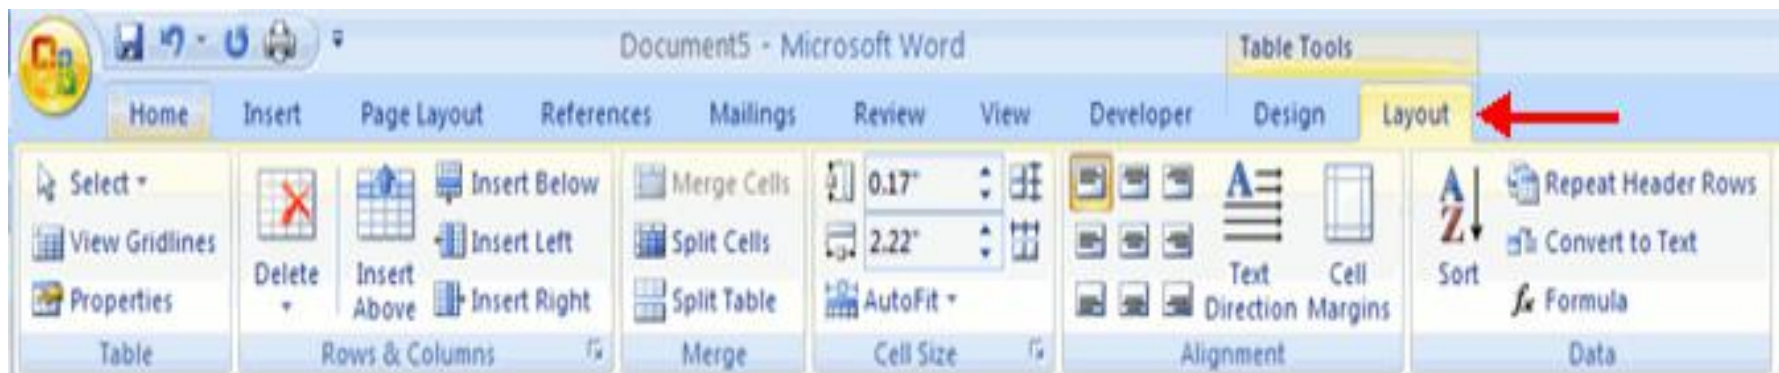 Document5 - Microsoft Word
Table Tools
Home Insert Page Layout References Mailings Review View Developer Design Layout
Select
View Gridlines
Properties
Table
Delete
Insert Above
Insert Below
Insert Left
Insert Right
Rows & Columns
Merge Cells
Split Cells
Split Table
Merge
0.17"
2.22"
AutoFit
Cell Size
Text Direction
Cell Margins
Alignment
A Z
Sort
Repeat Header Rows
Convert to Text
fx Formula
Data